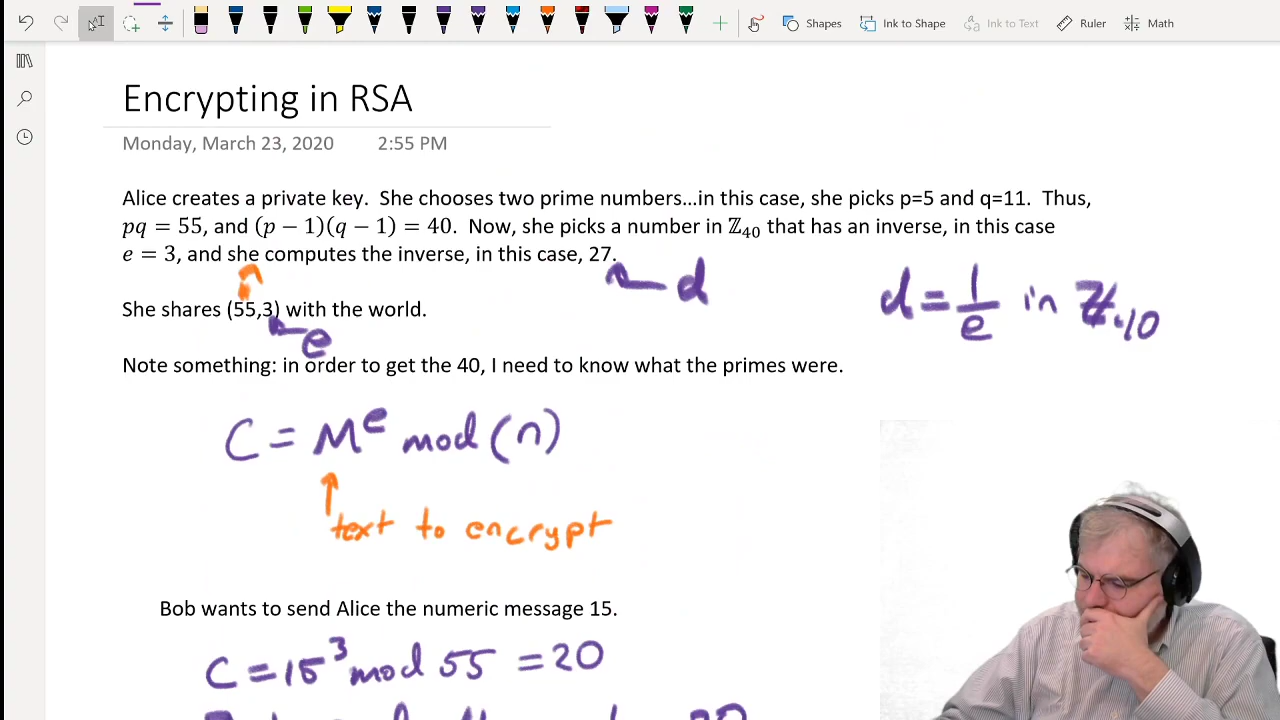 Shapes
Ink to Shape
Ink to Text
Ruler
Math
Encrypting in RSA
Monday, March 23, 2020 2:55 PM
Alice creates a private key. She chooses two prime numbers...in this case, she picks p=5 and q=11. Thus,
pq = 55, and (p − 1)(q − 1) = 40. Now, she picks a number in ℤ₄₀ that has an inverse, in this case
e = 3, and she computes the inverse, in this case, 27.
d
d = 1/e in ℤ₄₀
She shares (55,3) with the world.
e
Note something: in order to get the 40, I need to know what the primes were.
C = Mᵉ mod (n)
text to encrypt
Bob wants to send Alice the numeric message 15.
C = 15³ mod 55 = 20